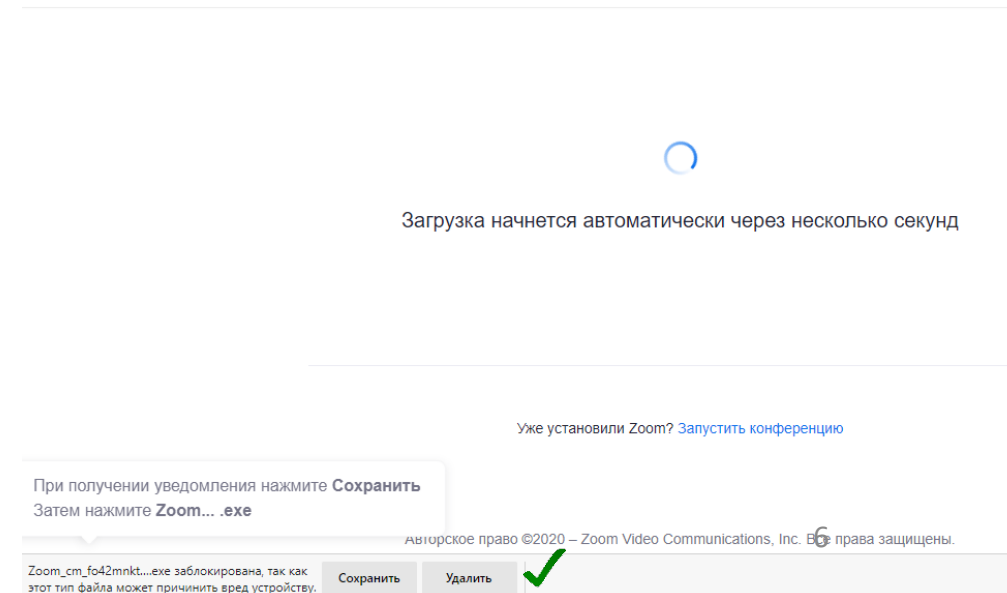 Загрузка начнется автоматически через несколько секунд
Уже установили Zoom? Запустить конференцию
При получении уведомления нажмите Сохранить
Затем нажмите Zoom... .exe
Авторское право ©2020 – Zoom Video Communications, Inc. Все права защищены.
6
Zoom_cm_fo42mnkt....exe заблокирована, так как
этот тип файла может причинить вред устройству.
Сохранить
Удалить